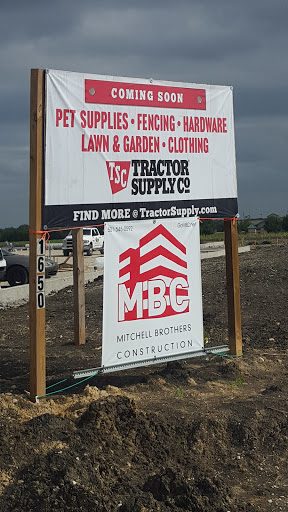 COMING SOON
PET SUPPLIES • FENCING • HARDWARE
LAWN & GARDEN • CLOTHING
TSC TRACTOR
SUPPLY CO
FIND MORE @ TractorSupply.com
1650
MBC
MITCHELL BROTHERS
CONSTRUCTION